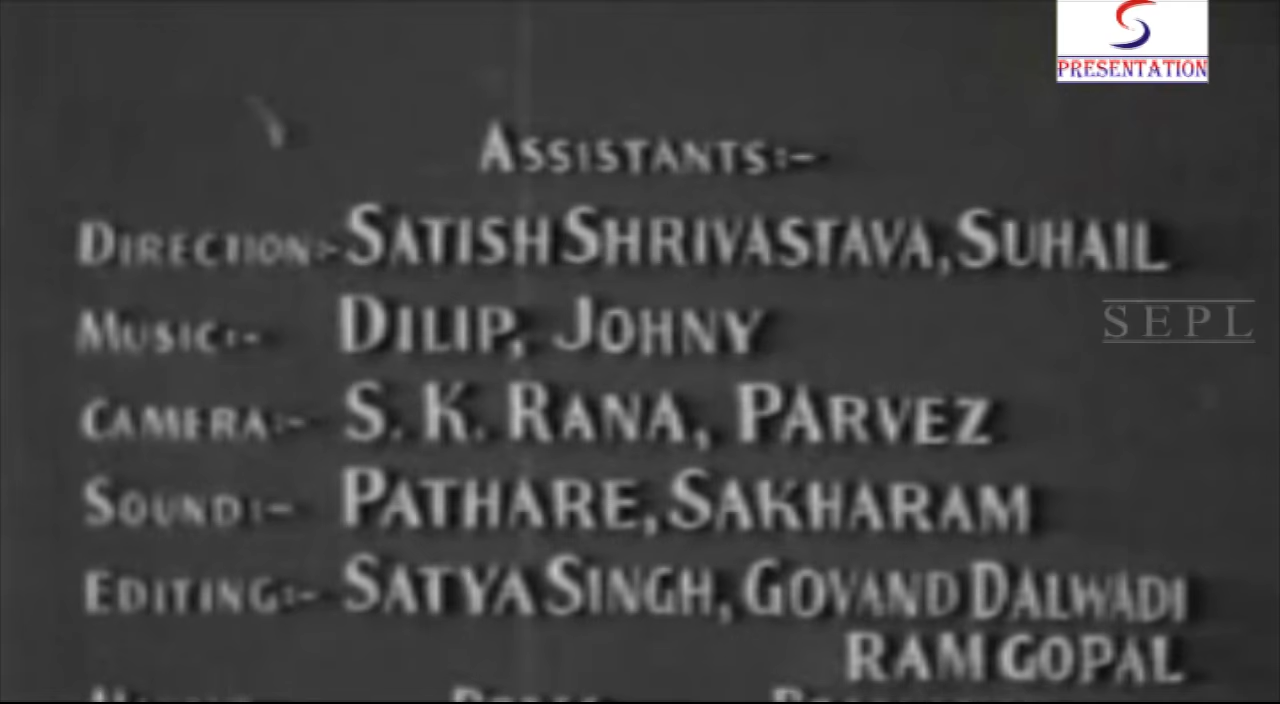 S
PRESENTATION
ASSISTANTS:-
DIRECTION:- SATISH SHRIVASTAVA, SUHAIL
MUSIC:- DILIP, JOHNY
SEPL
CAMERA:- S. K. RANA, PARVEZ
SOUND:- PATHARE, SAKHARAM
EDITING:- SATYA SINGH, GOVAND DALWADI
RAM GOPAL